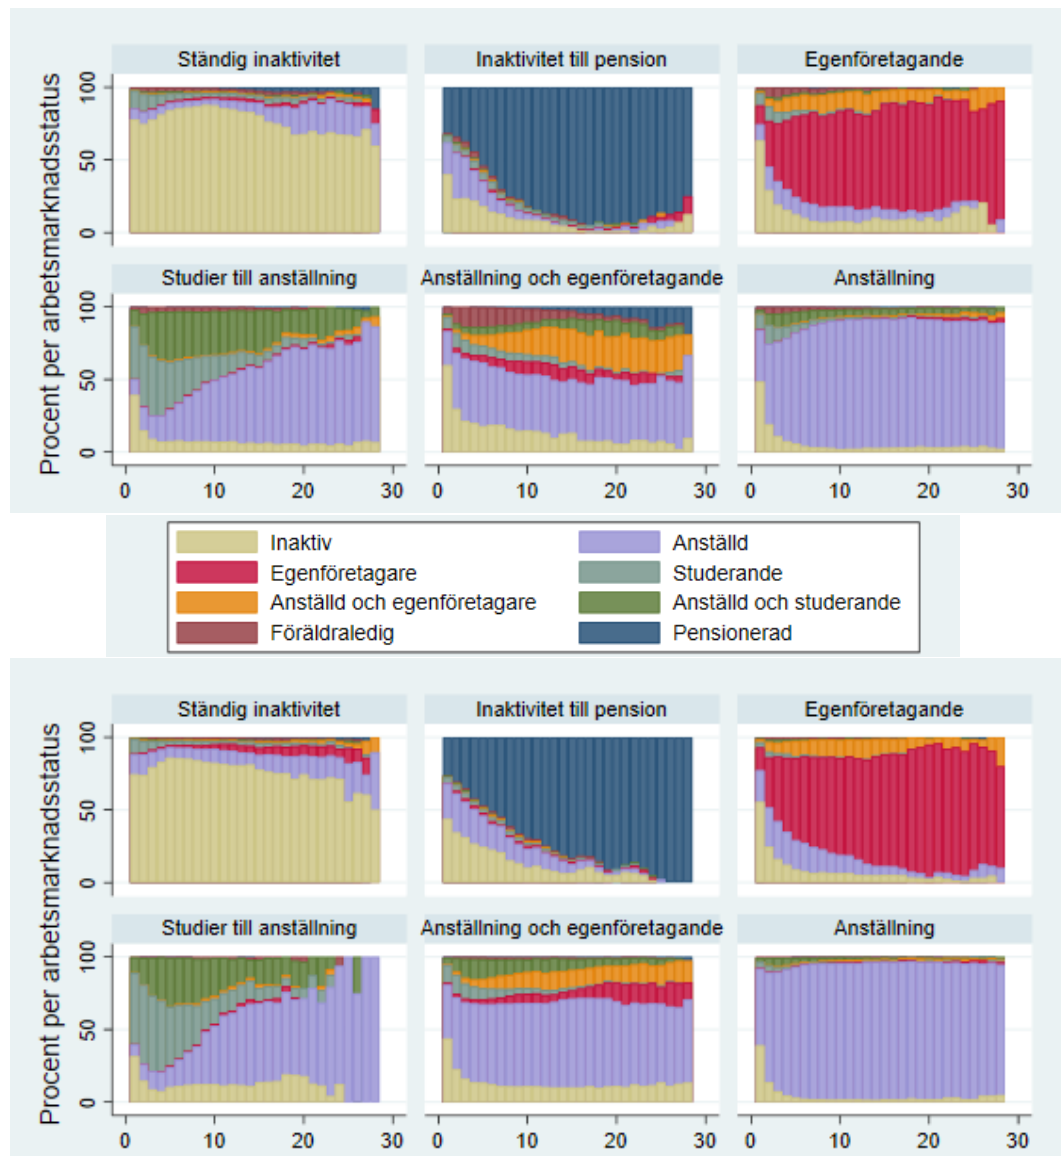 Ständig inaktivitet Inaktivitet till pension Egenföretagande
Procent per arbetsmarknadsstatus
100
50
0
Studier till anställning Anställning och egenföretagande Anställning
100
50
0
0 10 20 30 0 10 20 30 0 10 20 30
Inaktiv Anställd
Egenföretagare Studerande
Anställd och egenföretagare Anställd och studerande
Föräldraledig Pensionerad
Ständig inaktivitet Inaktivitet till pension Egenföretagande
Procent per arbetsmarknadsstatus
100
50
0
Studier till anställning Anställning och egenföretagande Anställning
100
50
0
0 10 20 30 0 10 20 30 0 10 20 30